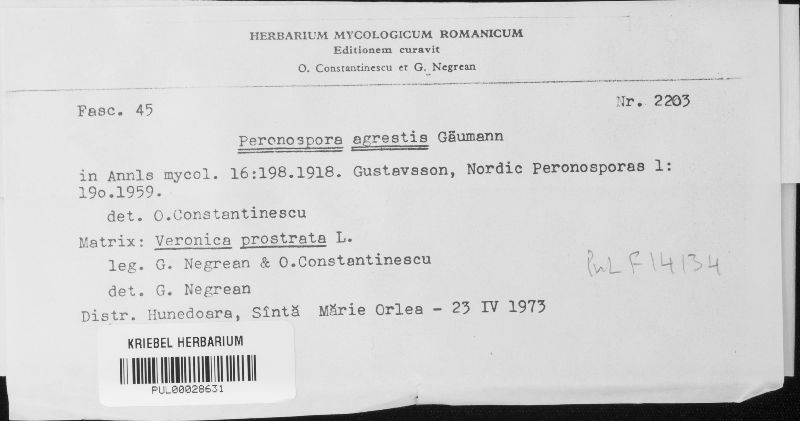 HERBARIUM MYCOLOGICUM ROMANICUM
Editionem curavit
O. Constantinescu et G. Negrean
Fasc. 45
Nr. 2203
Peronospora agrestis Gäumann
in Annls mycol. 16:198.1918. Gustavsson, Nordic Peronosporas 1:
19o.1959.
det. O.Constantinescu
Matrix: Veronica prostrata L.
leg. G. Negrean & O.Constantinescu
det. G. Negrean
Distr. Hunedoara, Sîntă Mărie Orlea - 23 IV 1973
PuL F14134
KRIEBEL HERBARIUM
PUL00028631